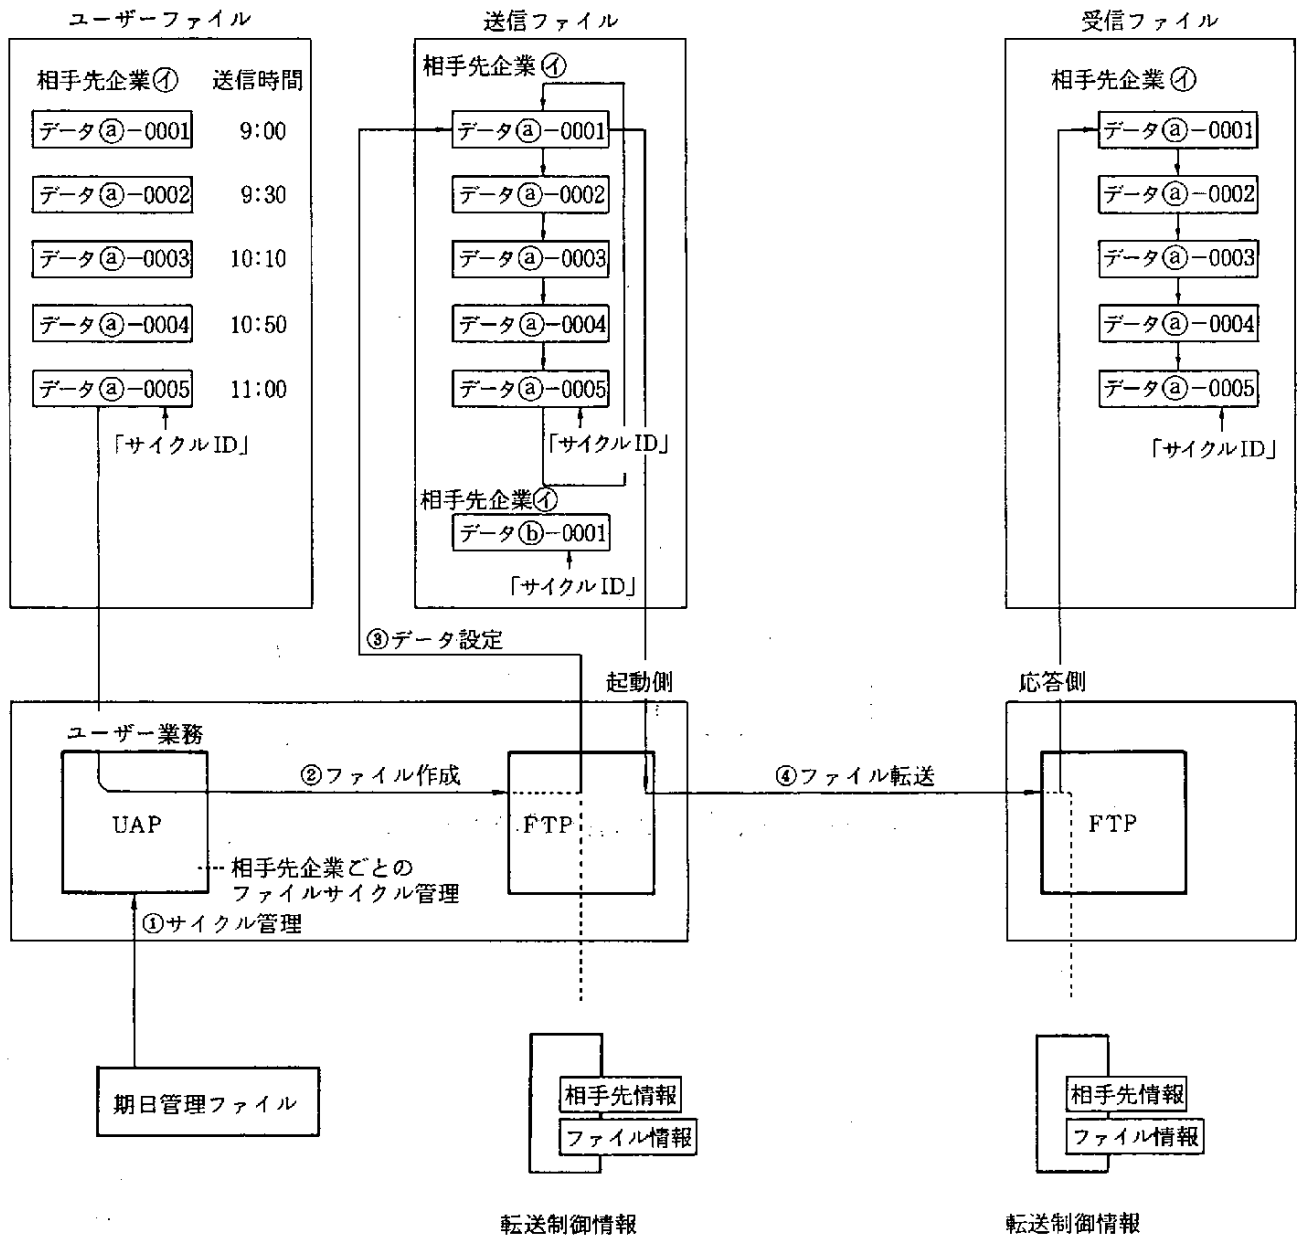 ユーザーファイル
相手先企業㋑ 送信時間
データⓐ-0001 9:00
データⓐ-0002 9:30
データⓐ-0003 10:10
データⓐ-0004 10:50
データⓐ-0005 11:00
「サイクルID」
送信ファイル
相手先企業㋑
データⓐ-0001
データⓐ-0002
データⓐ-0003
データⓐ-0004
データⓐ-0005
「サイクルID」
相手先企業㋑
データⓑ-0001
「サイクルID」
受信ファイル
相手先企業㋑
データⓐ-0001
データⓐ-0002
データⓐ-0003
データⓐ-0004
データⓐ-0005
「サイクルID」
③データ設定
起動側
応答側
ユーザー業務
②ファイル作成
④ファイル転送
UAP
FTP
FTP
相手先企業ごとの
ファイルサイクル管理
①サイクル管理
期日管理ファイル
相手先情報
ファイル情報
転送制御情報
相手先情報
ファイル情報
転送制御情報